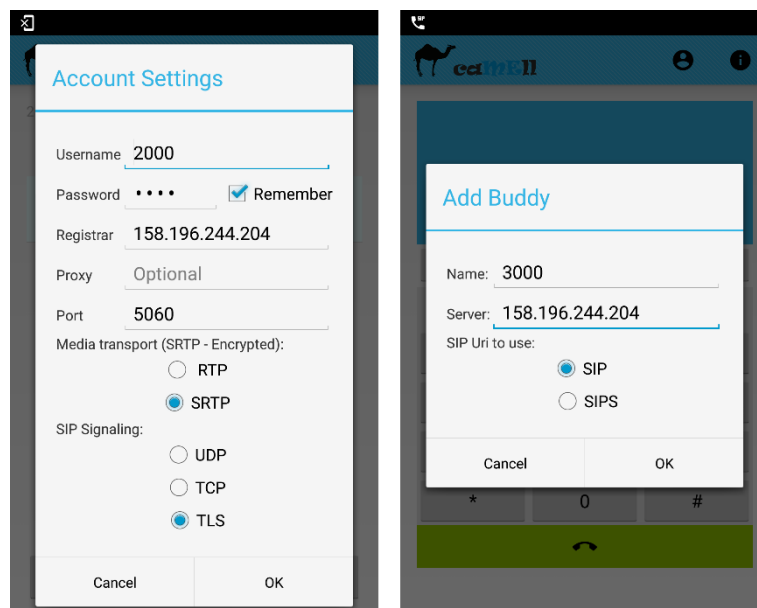 Account Settings
Username 2000
Password •••• Remember
Registrar 158.196.244.204
Proxy Optional
Port 5060
Media transport (SRTP - Encrypted):
RTP
SRTP
SIP Signaling:
UDP
TCP
TLS
Cancel OK
SIP
camEll
Add Buddy
Name: 3000
Server: 158.196.244.204
SIP Uri to use:
SIP
SIPS
Cancel OK
* 0 #